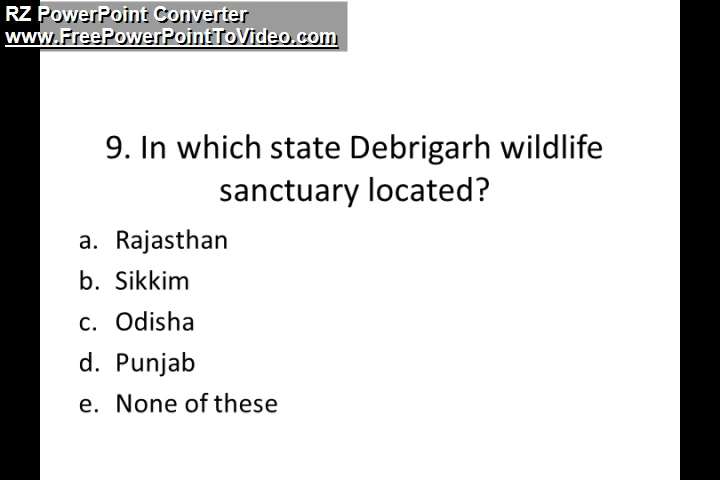 RZ PowerPoint Converter
www.FreePowerPointToVideo.com
9. In which state Debrigarh wildlife
sanctuary located?
a. Rajasthan
b. Sikkim
c. Odisha
d. Punjab
e. None of these